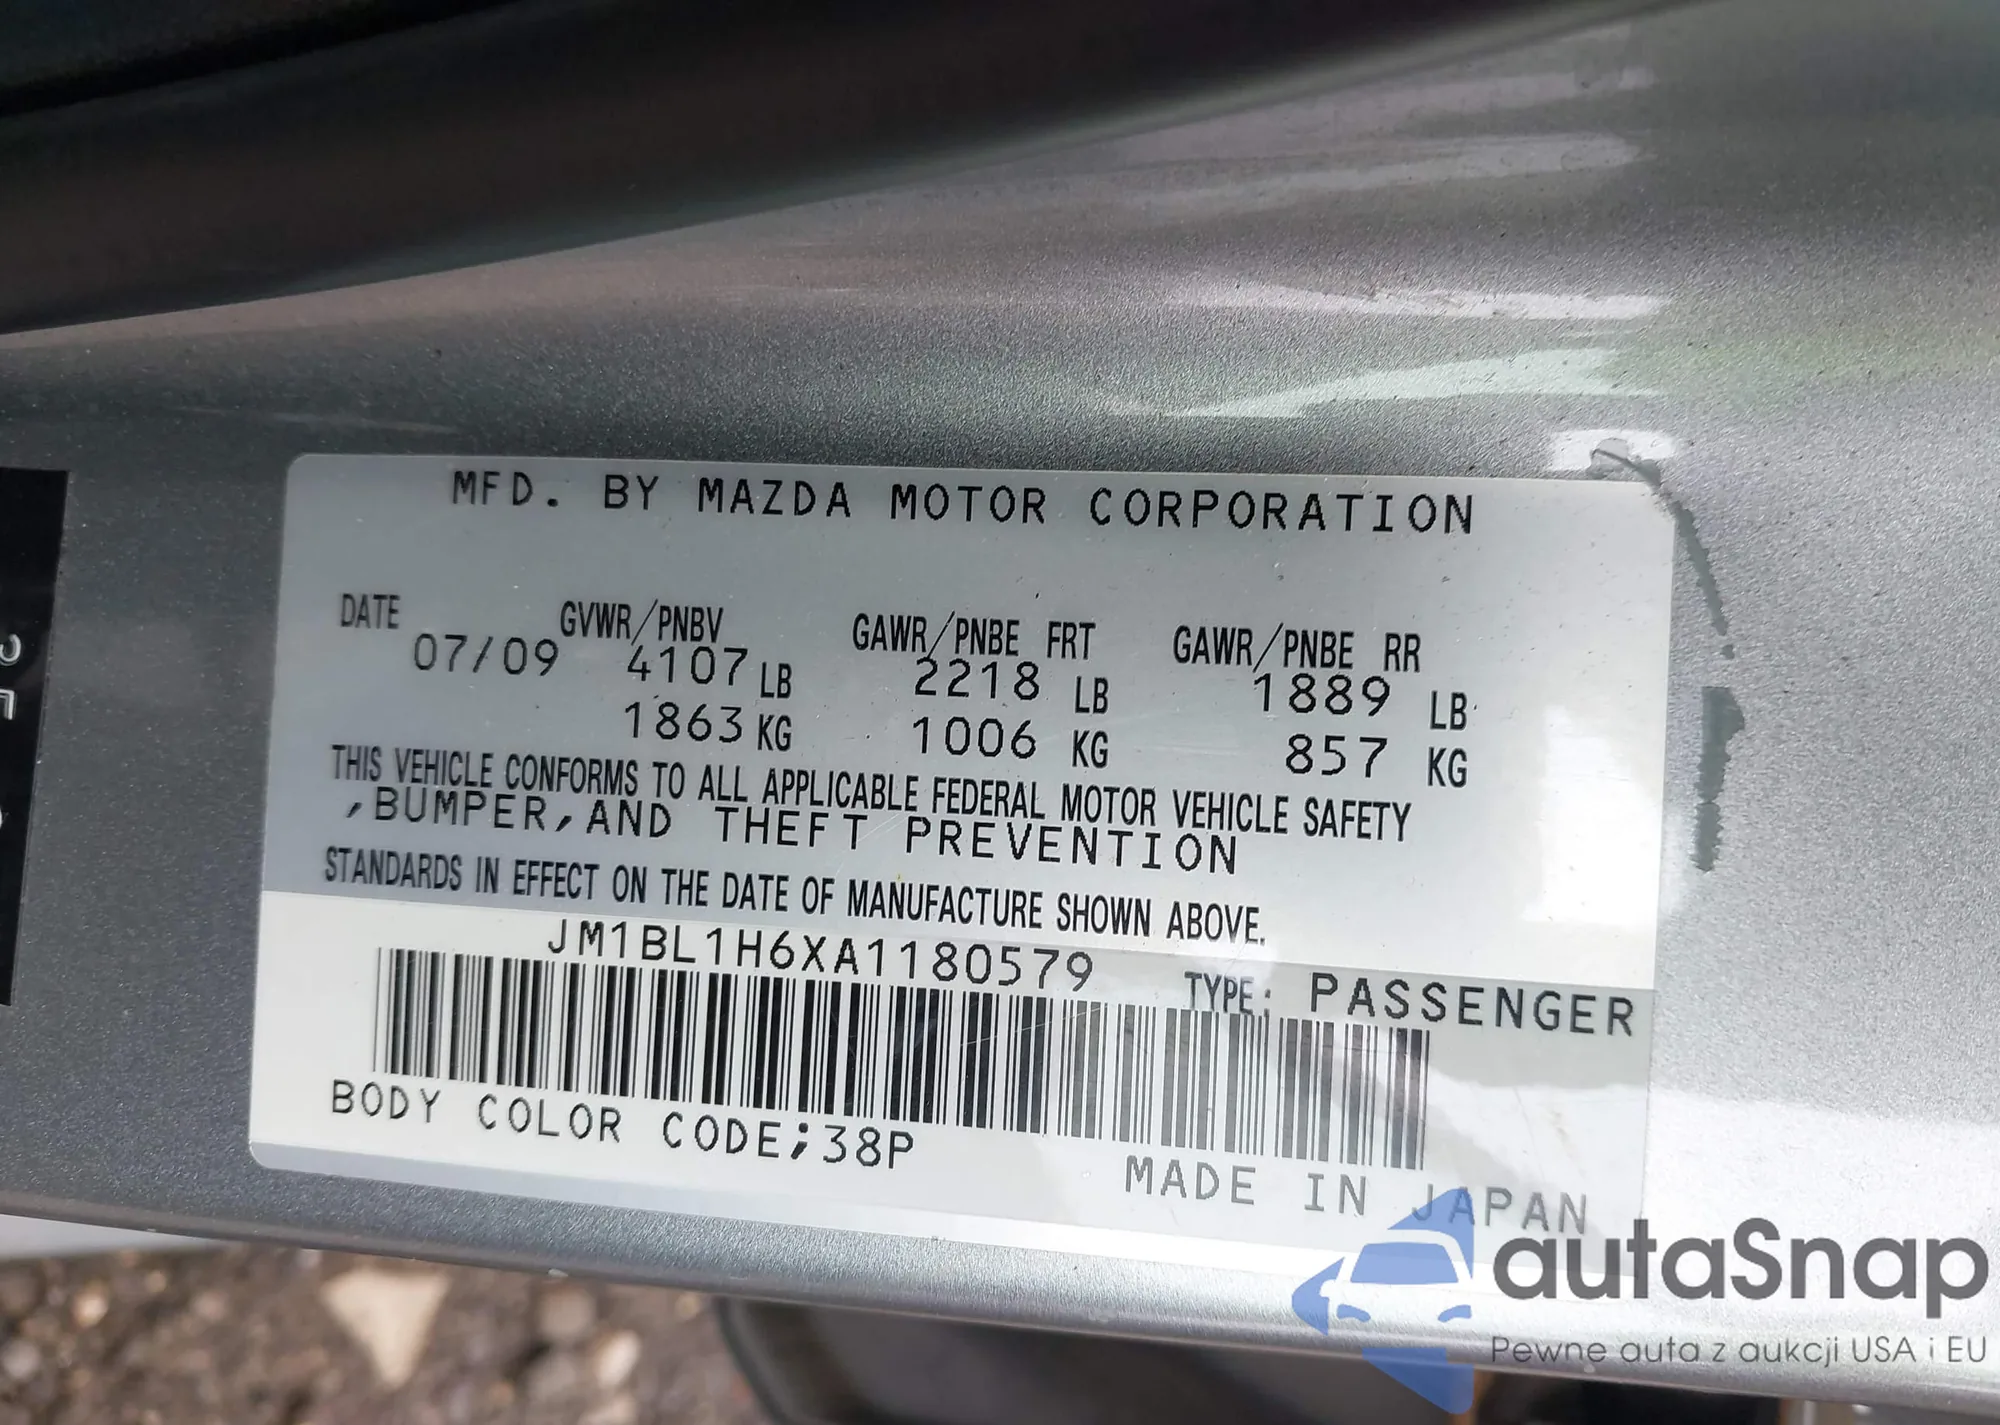 MFD. BY MAZDA MOTOR CORPORATION
DATE GVWR/PNBV GAWR/PNBE FRT GAWR/PNBE RR
07/09 4107 LB 2218 LB 1889 LB
1863 KG 1006 KG 857 KG
THIS VEHICLE CONFORMS TO ALL APPLICABLE FEDERAL MOTOR VEHICLE SAFETY
,BUMPER,AND THEFT PREVENTION
STANDARDS IN EFFECT ON THE DATE OF MANUFACTURE SHOWN ABOVE.
JM1BL1H6XA1180579 TYPE: PASSENGER
BODY COLOR CODE;38P
MADE IN JAPAN
autaSnap
Pewne auta z aukcji USA i EU